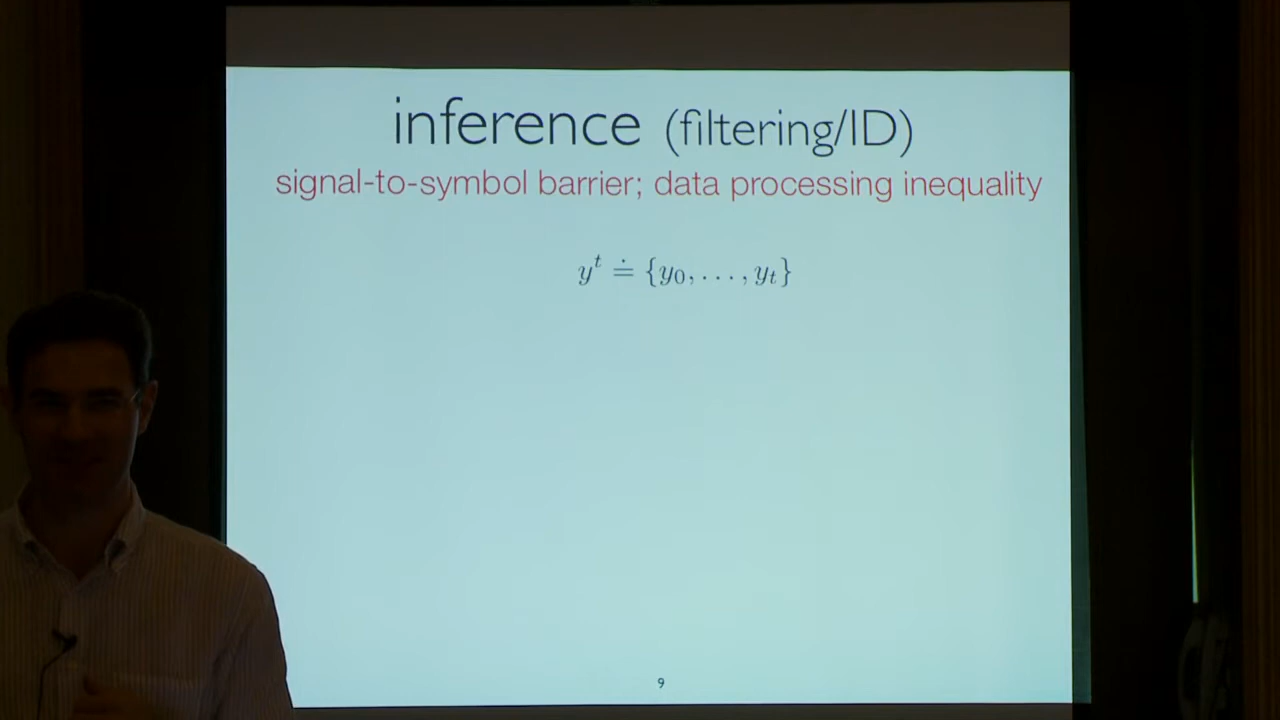 inference (filtering/ID)
signal-to-symbol barrier; data processing inequality
y^t ≐ {y_0, . . . , y_t}
9